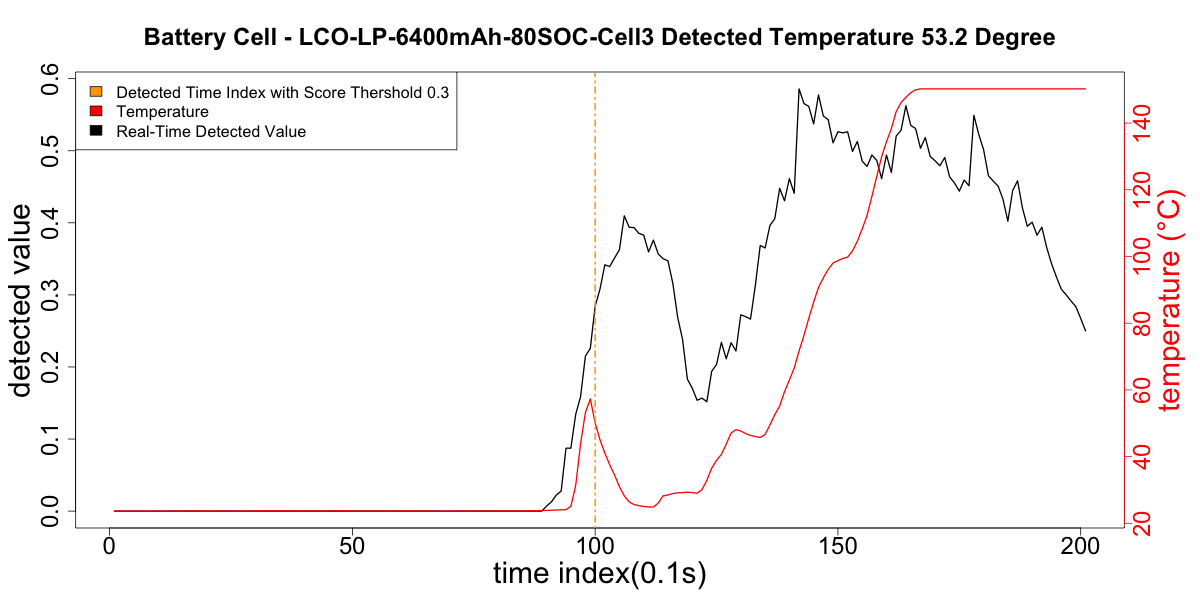 Battery Cell - LCO-LP-6400mAh-80SOC-Cell3 Detected Temperature 53.2 Degree
Detected Time Index with Score Thershold 0.3
Temperature
Real-Time Detected Value
0.6
0.5
0.4
0.3
0.2
0.1
0.0
detected value
140
120
100
80
60
40
20
temperature (°C)
0 50 100 150 200
time index(0.1s)